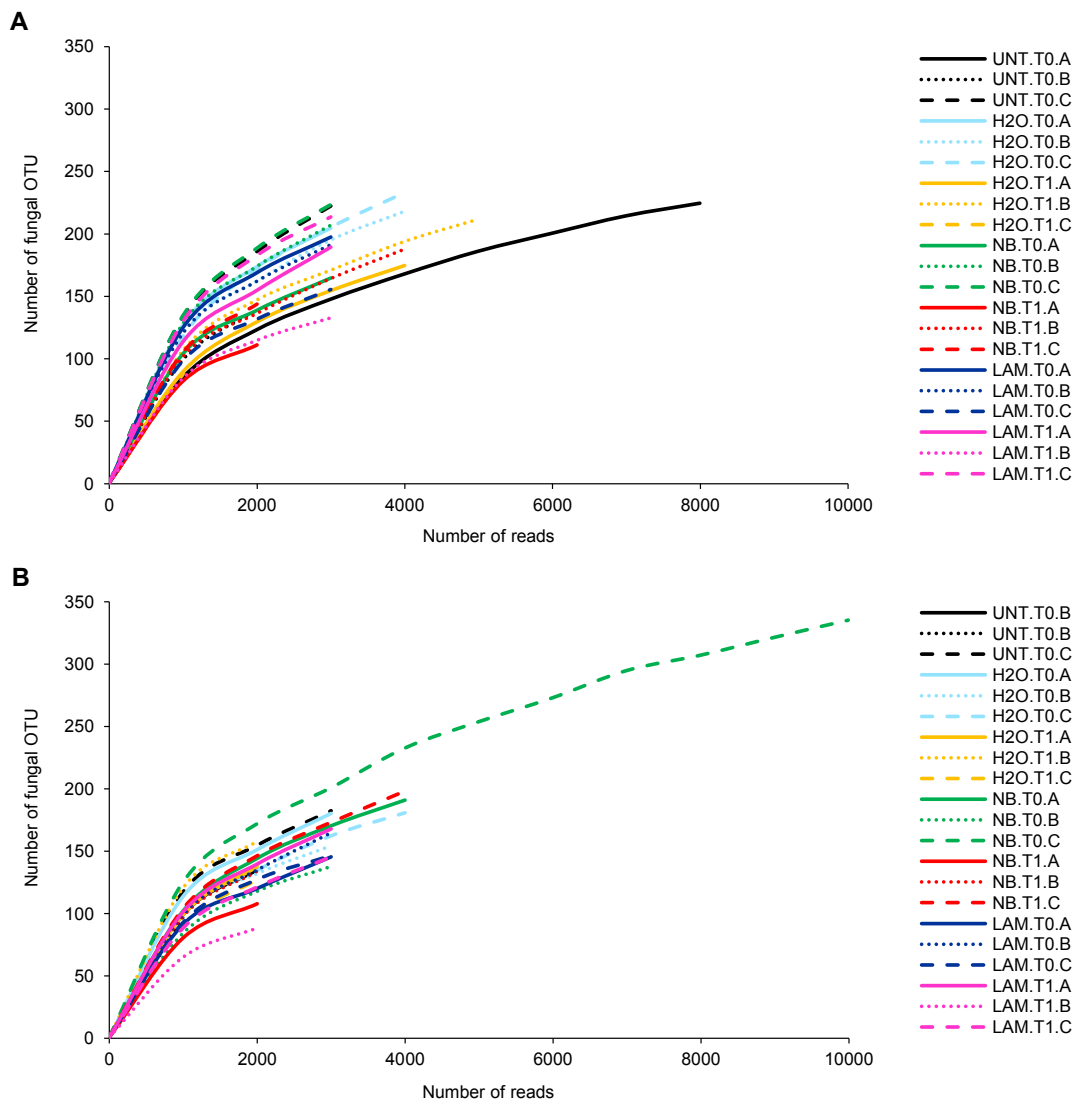 A
350
300
250
200
150
100
50
0
Number of fungal OTU
0 2000 4000 6000 8000 10000
Number of reads
UNT.T0.A
UNT.T0.B
UNT.T0.C
H2O.T0.A
H2O.T0.B
H2O.T0.C
H2O.T1.A
H2O.T1.B
H2O.T1.C
NB.T0.A
NB.T0.B
NB.T0.C
NB.T1.A
NB.T1.B
NB.T1.C
LAM.T0.A
LAM.T0.B
LAM.T0.C
LAM.T1.A
LAM.T1.B
LAM.T1.C
B
350
300
250
200
150
100
50
0
Number of fungal OTU
0 2000 4000 6000 8000 10000
Number of reads
UNT.T0.B
UNT.T0.B
UNT.T0.C
H2O.T0.A
H2O.T0.B
H2O.T0.C
H2O.T1.A
H2O.T1.B
H2O.T1.C
NB.T0.A
NB.T0.B
NB.T0.C
NB.T1.A
NB.T1.B
NB.T1.C
LAM.T0.A
LAM.T0.B
LAM.T0.C
LAM.T1.A
LAM.T1.B
LAM.T1.C